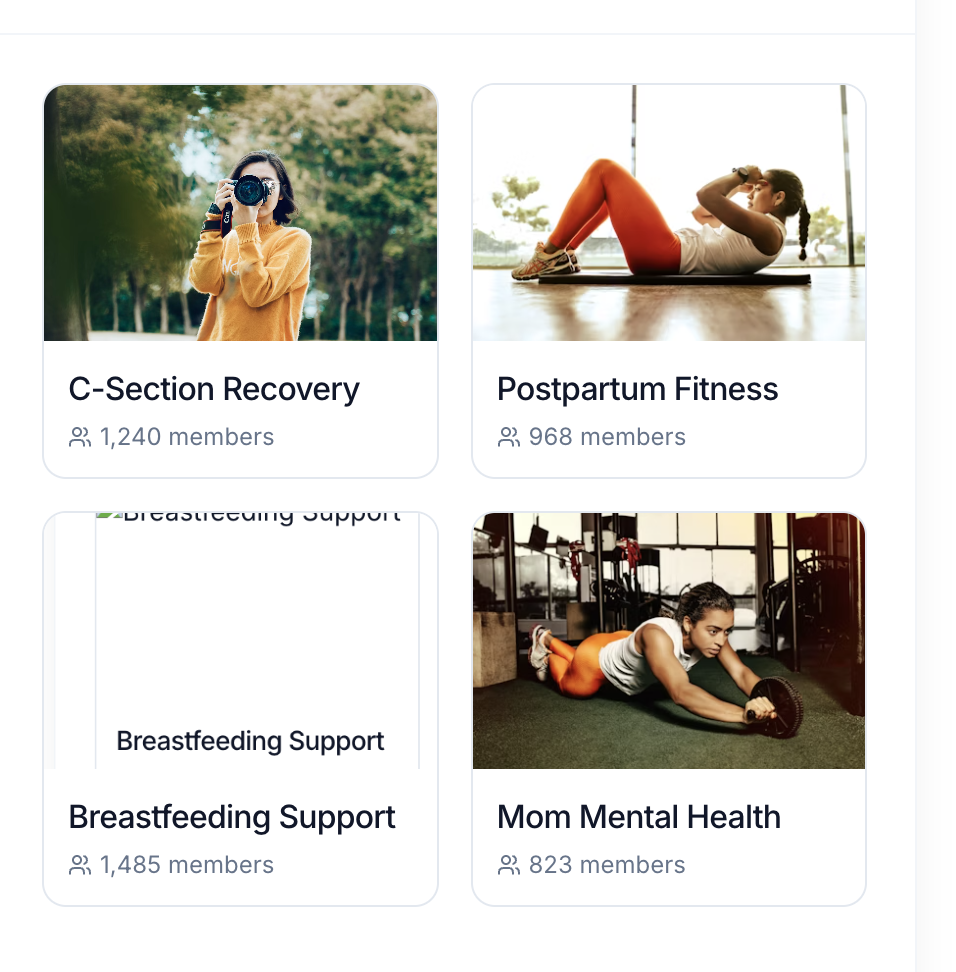 C-Section Recovery
1,240 members
Postpartum Fitness
968 members
Breastfeeding Support
Breastfeeding Support
Breastfeeding Support
1,485 members
Mom Mental Health
823 members